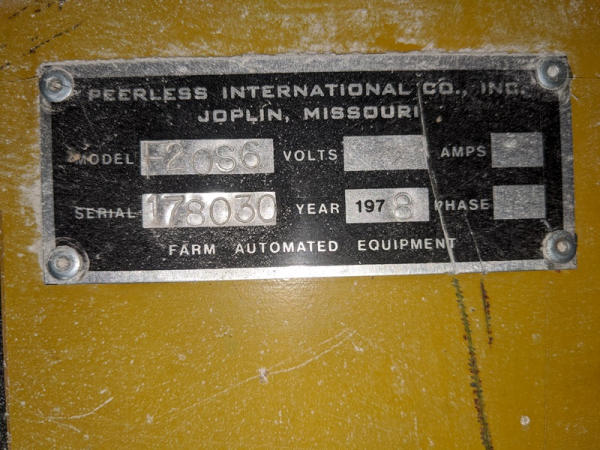 PEERLESS INTERNATIONAL CO., INC.
JOPLIN, MISSOURI
MODEL F20S6 VOLTS AMPS
SERIAL 178030 YEAR 1978 PHASE
FARM AUTOMATED EQUIPMENT